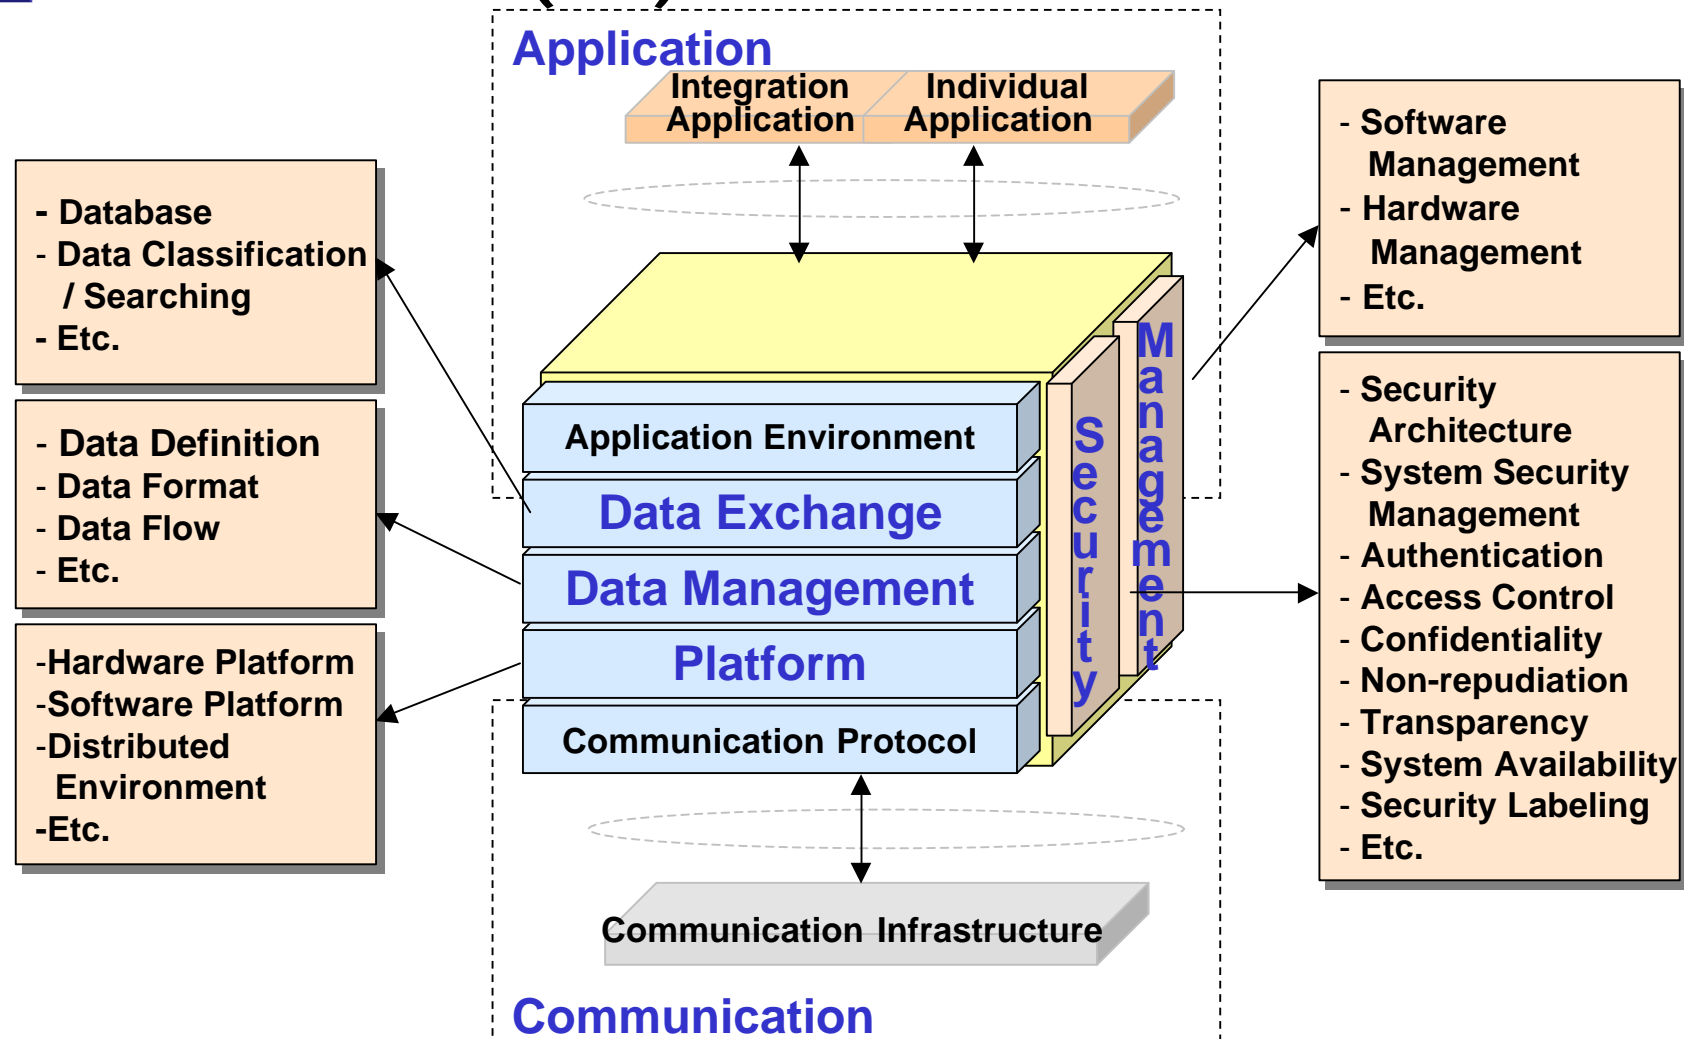 Application
Integration
Application
Individual
Application
- Database
- Data Classification
/ Searching
- Etc.
- Data Definition
- Data Format
- Data Flow
- Etc.
-Hardware Platform
-Software Platform
-Distributed
Environment
-Etc.
Application Environment
Data Exchange
Data Management
Platform
Communication Protocol
Security
Management
- Software
Management
- Hardware
Management
- Etc.
- Security
Architecture
- System Security
Management
- Authentication
- Access Control
- Confidentiality
- Non-repudiation
- Transparency
- System Availability
- Security Labeling
- Etc.
Communication Infrastructure
Communication